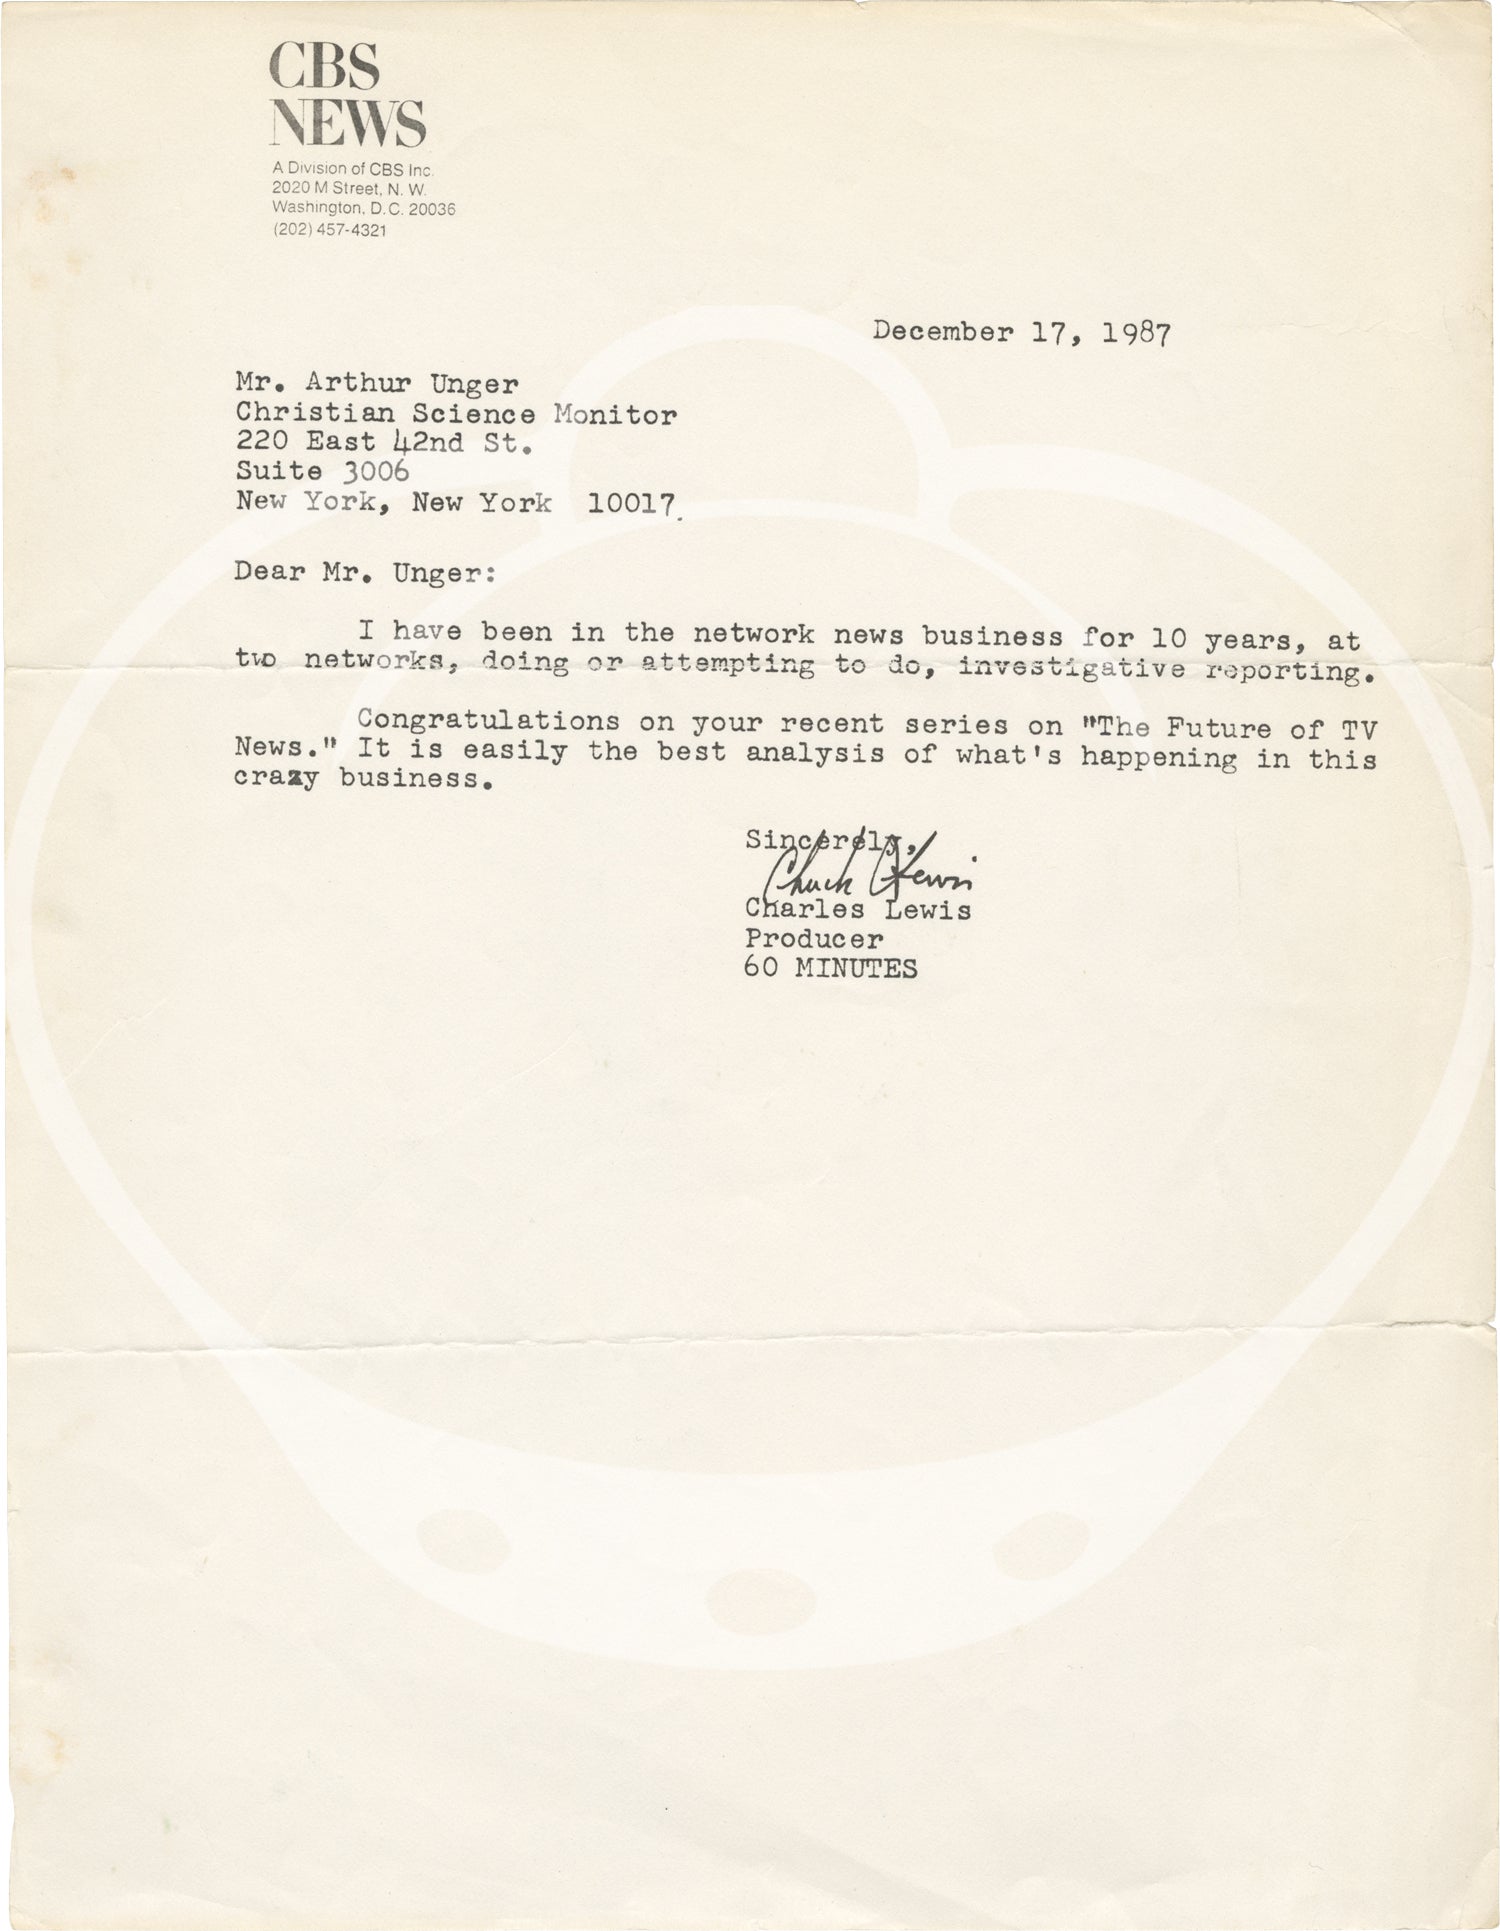 CBS
NEWS
A Division of CBS Inc.
2020 M Street, N. W.
Washington, D.C. 20036
(202) 457-4321
December 17, 1987
Mr. Arthur Unger
Christian Science Monitor
220 East 42nd St.
Suite 3006
New York, New York 10017.
Dear Mr. Unger:
I have been in the network news business for 10 years, at
two networks, doing or attempting to do, investigative reporting.
Congratulations on your recent series on "The Future of TV
News." It is easily the best analysis of what's happening in this
crazy business.
Sincerely,
Chuck Lewis
Charles Lewis
Producer
60 MINUTES